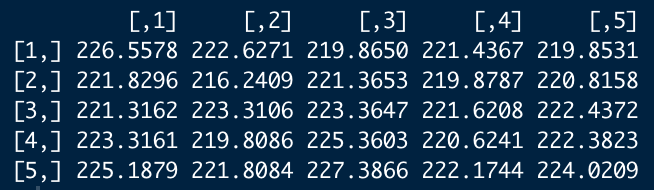 [,1] [,2] [,3] [,4] [,5]
[1,] 226.5578 222.6271 219.8650 221.4367 219.8531
[2,] 221.8296 216.2409 221.3653 219.8787 220.8158
[3,] 221.3162 223.3106 223.3647 221.6208 222.4372
[4,] 223.3161 219.8086 225.3603 220.6241 222.3823
[5,] 225.1879 221.8084 227.3866 222.1744 224.0209